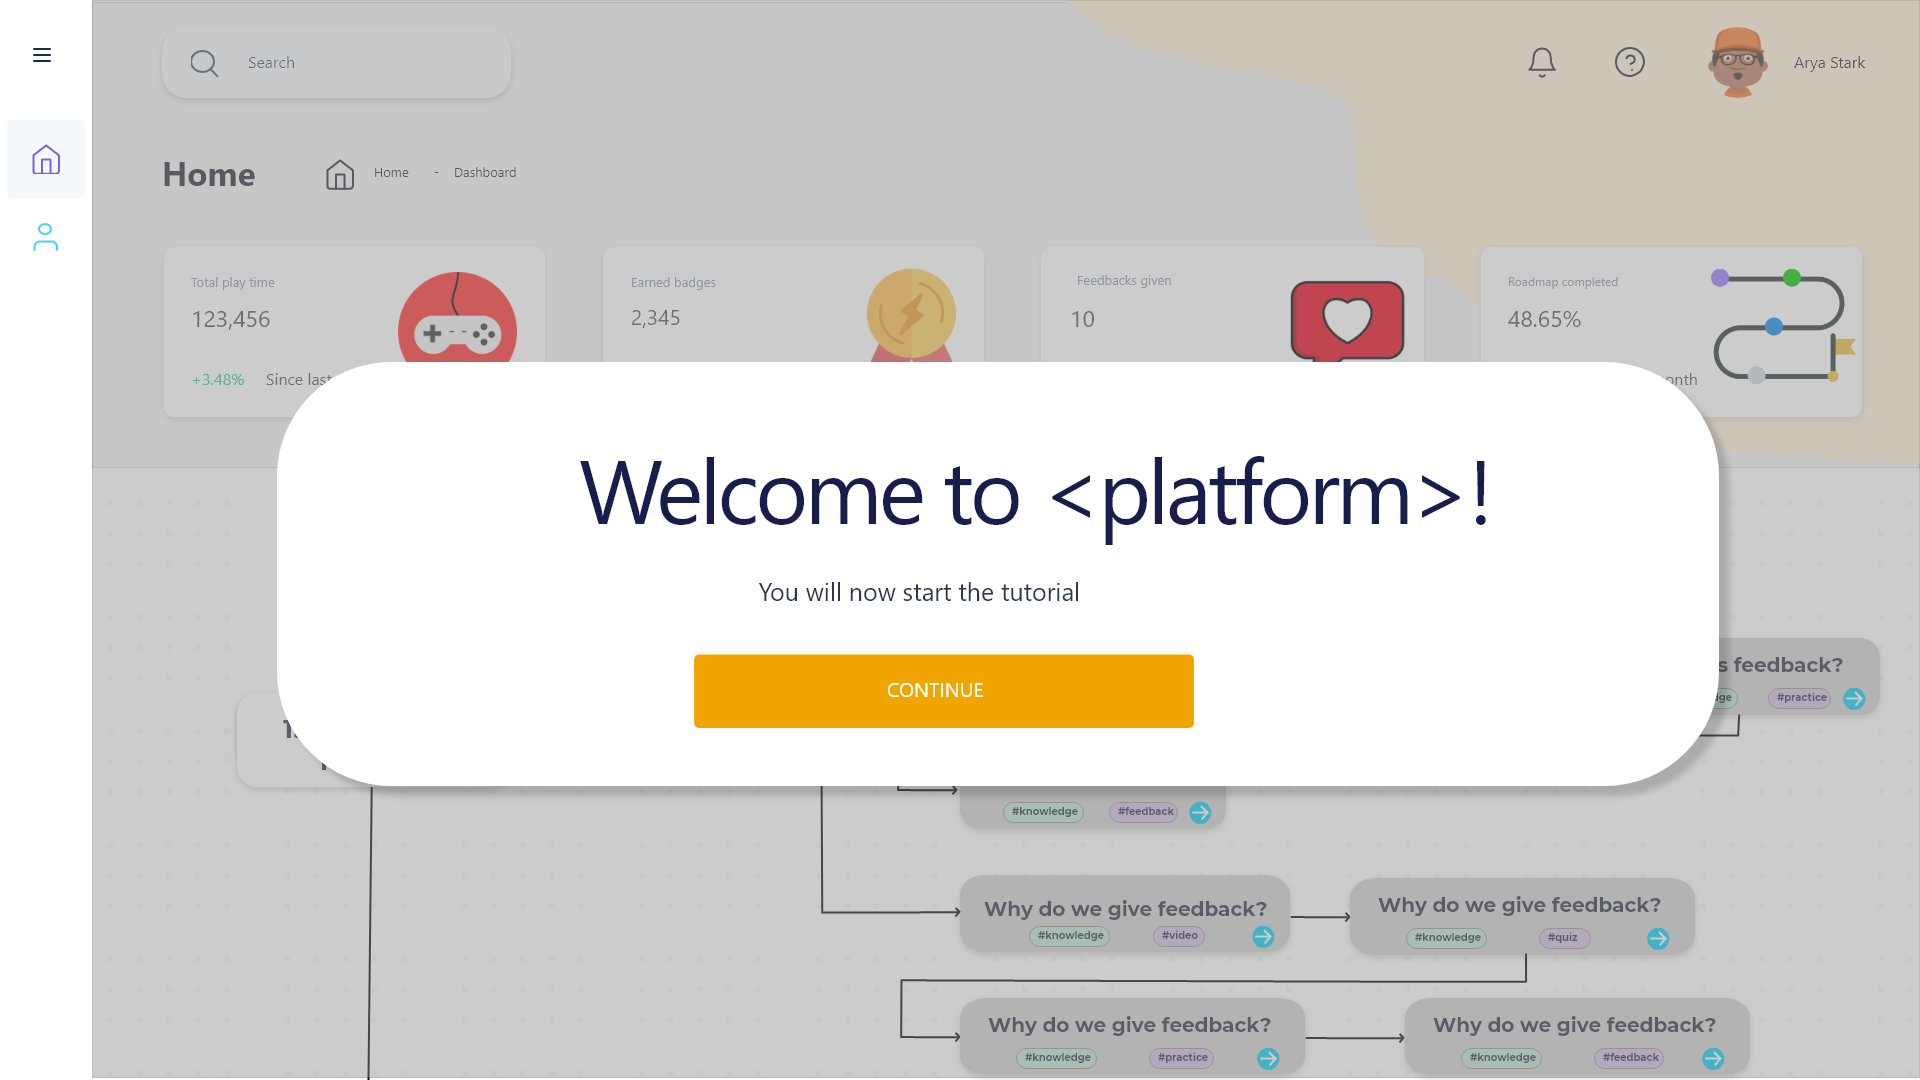 Search
Arya Stark
Home
Home - Dashboard
Total play time
123,456
+3.48% Since last
Earned badges
2,345
Feedbacks given
10
Roadmap completed
48.65%
onth
Welcome to <platform>!
You will now start the tutorial
CONTINUE
s feedback?
#practice
#knowledge #feedback
Why do we give feedback?
#knowledge #video
Why do we give feedback?
#knowledge #quiz
Why do we give feedback?
#knowledge #practice
Why do we give feedback?
#knowledge #feedback